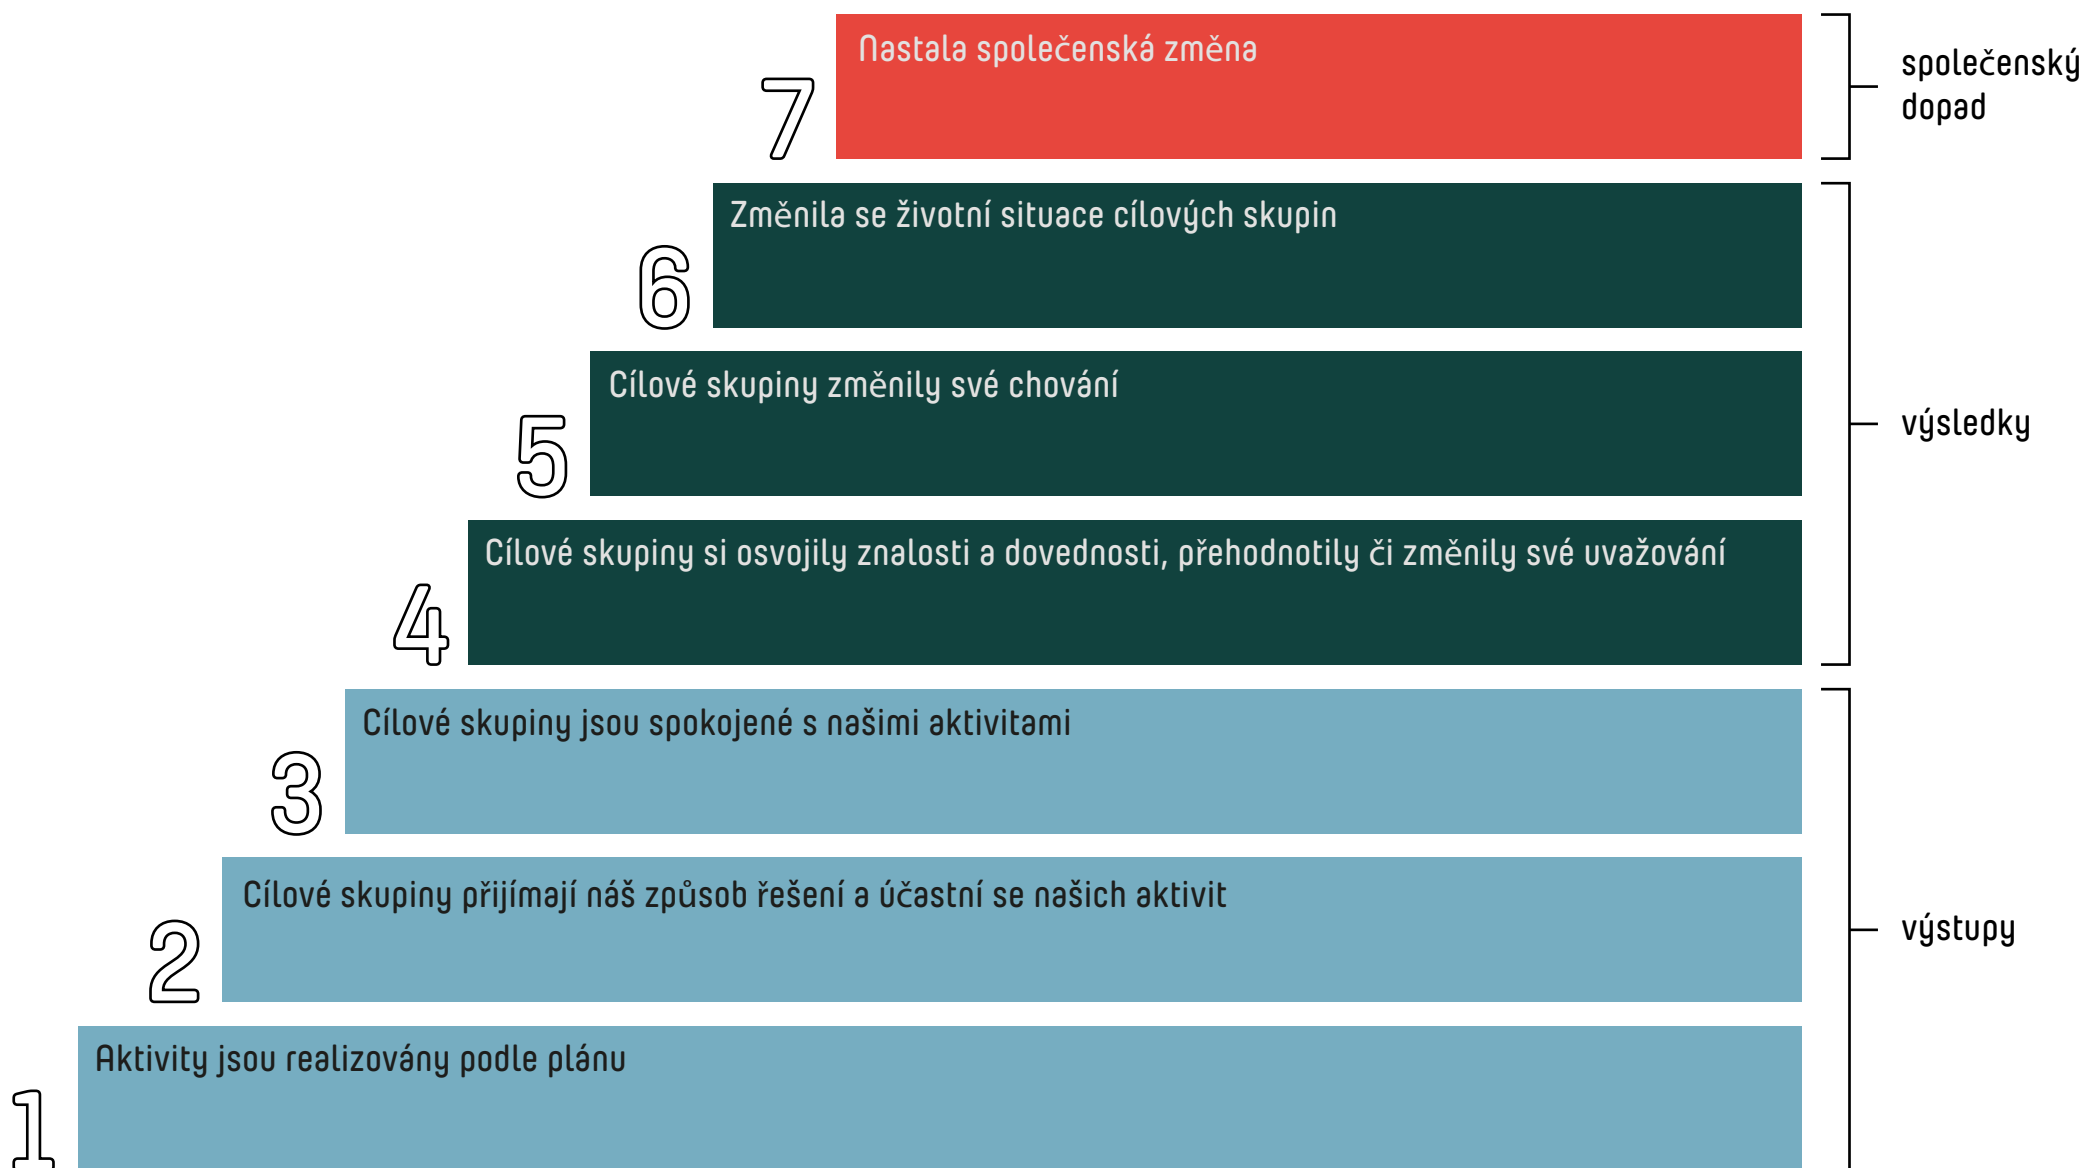 7
Nastala společenská změna
společenský
dopad
6
Změnila se životní situace cílových skupin
5
Cílové skupiny změnily své chování
výsledky
4
Cílové skupiny si osvojily znalosti a dovednosti, přehodnotily či změnily své uvažování
3
Cílové skupiny jsou spokojené s našimi aktivitami
2
Cílové skupiny přijímají náš způsob řešení a účastní se našich aktivit
výstupy
1
Aktivity jsou realizovány podle plánu